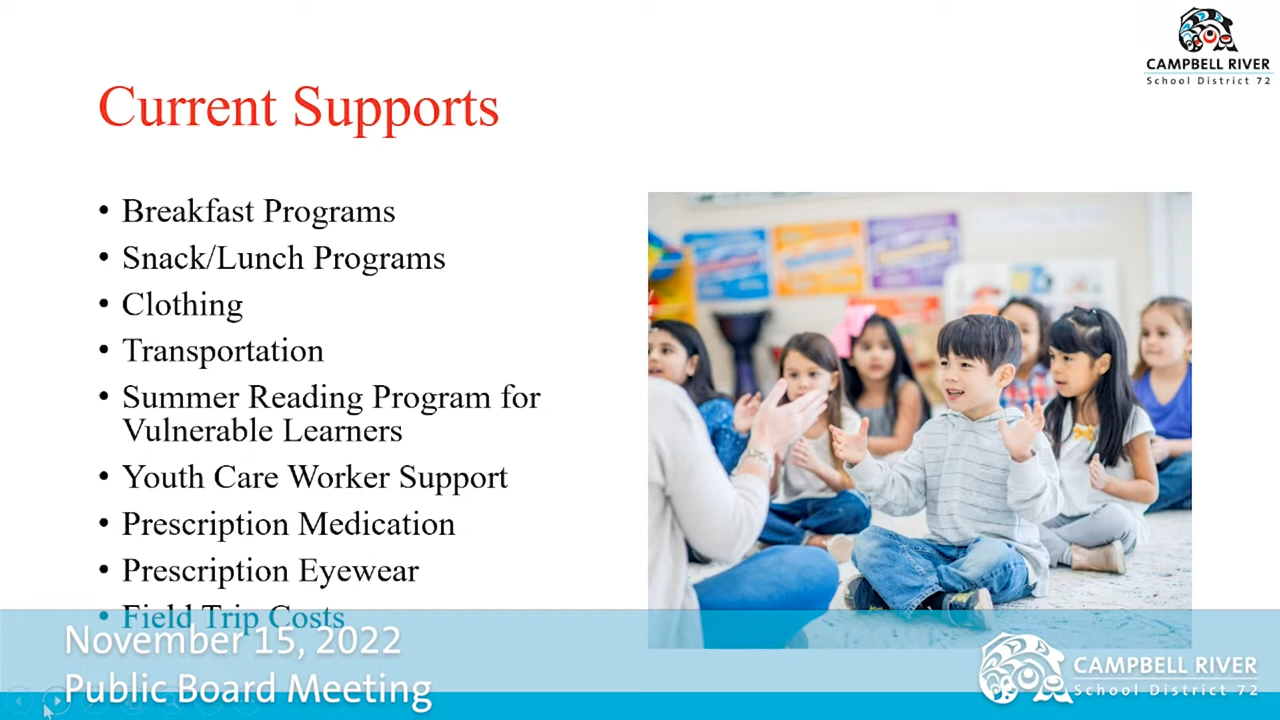 CAMPBELL RIVER
School District 72
Current Supports
• Breakfast Programs
• Snack/Lunch Programs
• Clothing
• Transportation
• Summer Reading Program for
Vulnerable Learners
• Youth Care Worker Support
• Prescription Medication
• Prescription Eyewear
• Field Trip Costs
November 15, 2022
Public Board Meeting
CAMPBELL RIVER
School District 72